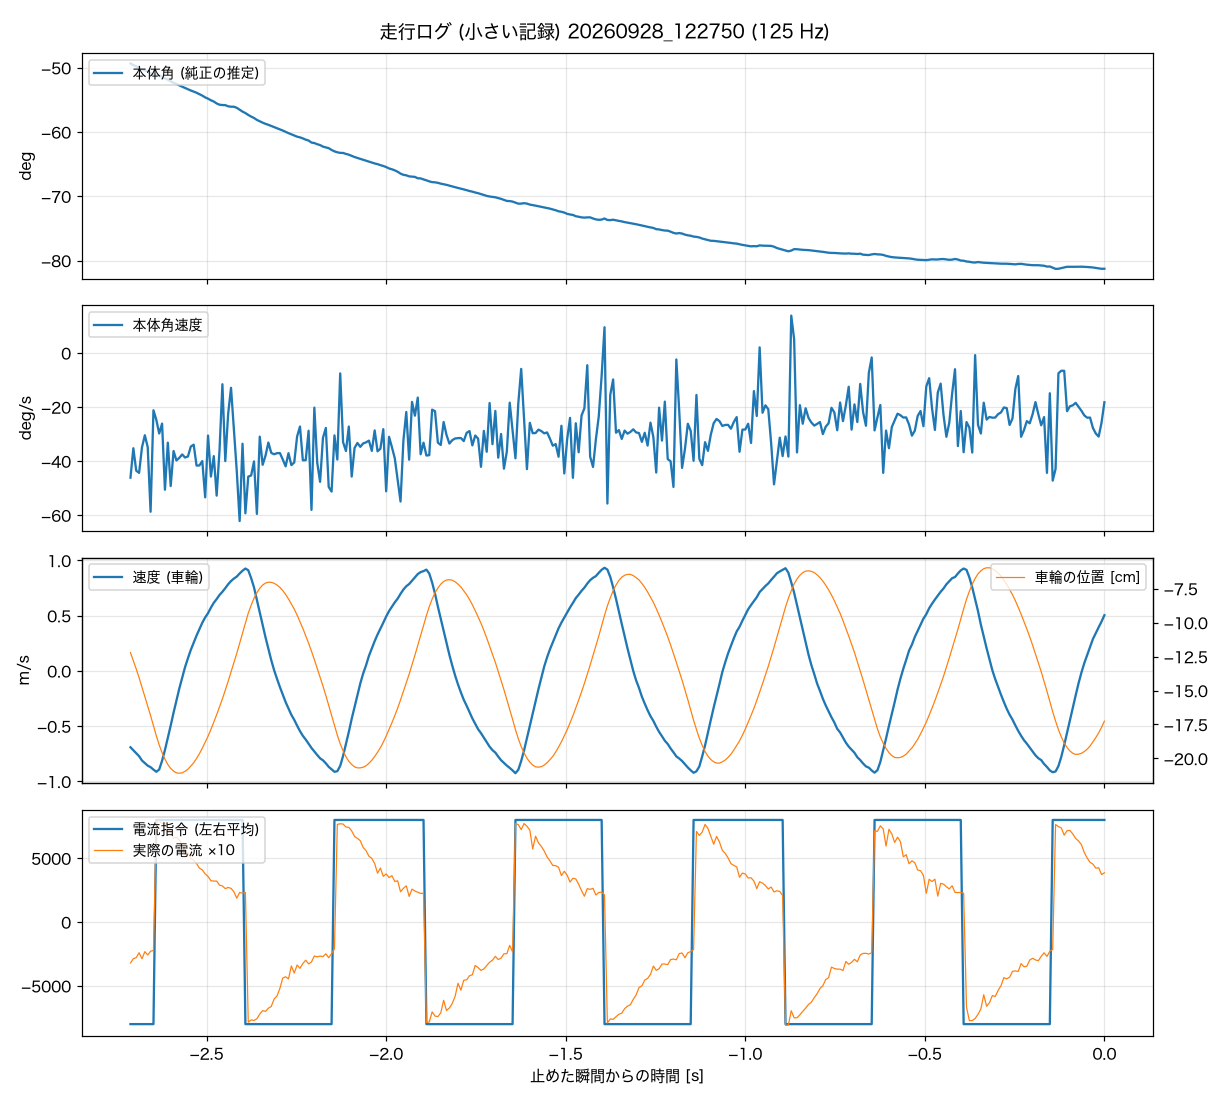 走行ログ (小さい記録) 20260928_122750 (125 Hz)
本体角 (純正の推定)
deg
−50
−60
−70
−80
本体角速度
deg/s
0
−20
−40
−60
速度 (車輪)
車輪の位置 [cm]
m/s
1.0
0.5
0.0
−0.5
−1.0
−7.5
−10.0
−12.5
−15.0
−17.5
−20.0
電流指令 (左右平均)
実際の電流 ×10
5000
0
−5000
−2.5 −2.0 −1.5 −1.0 −0.5 0.0
止めた瞬間からの時間 [s]